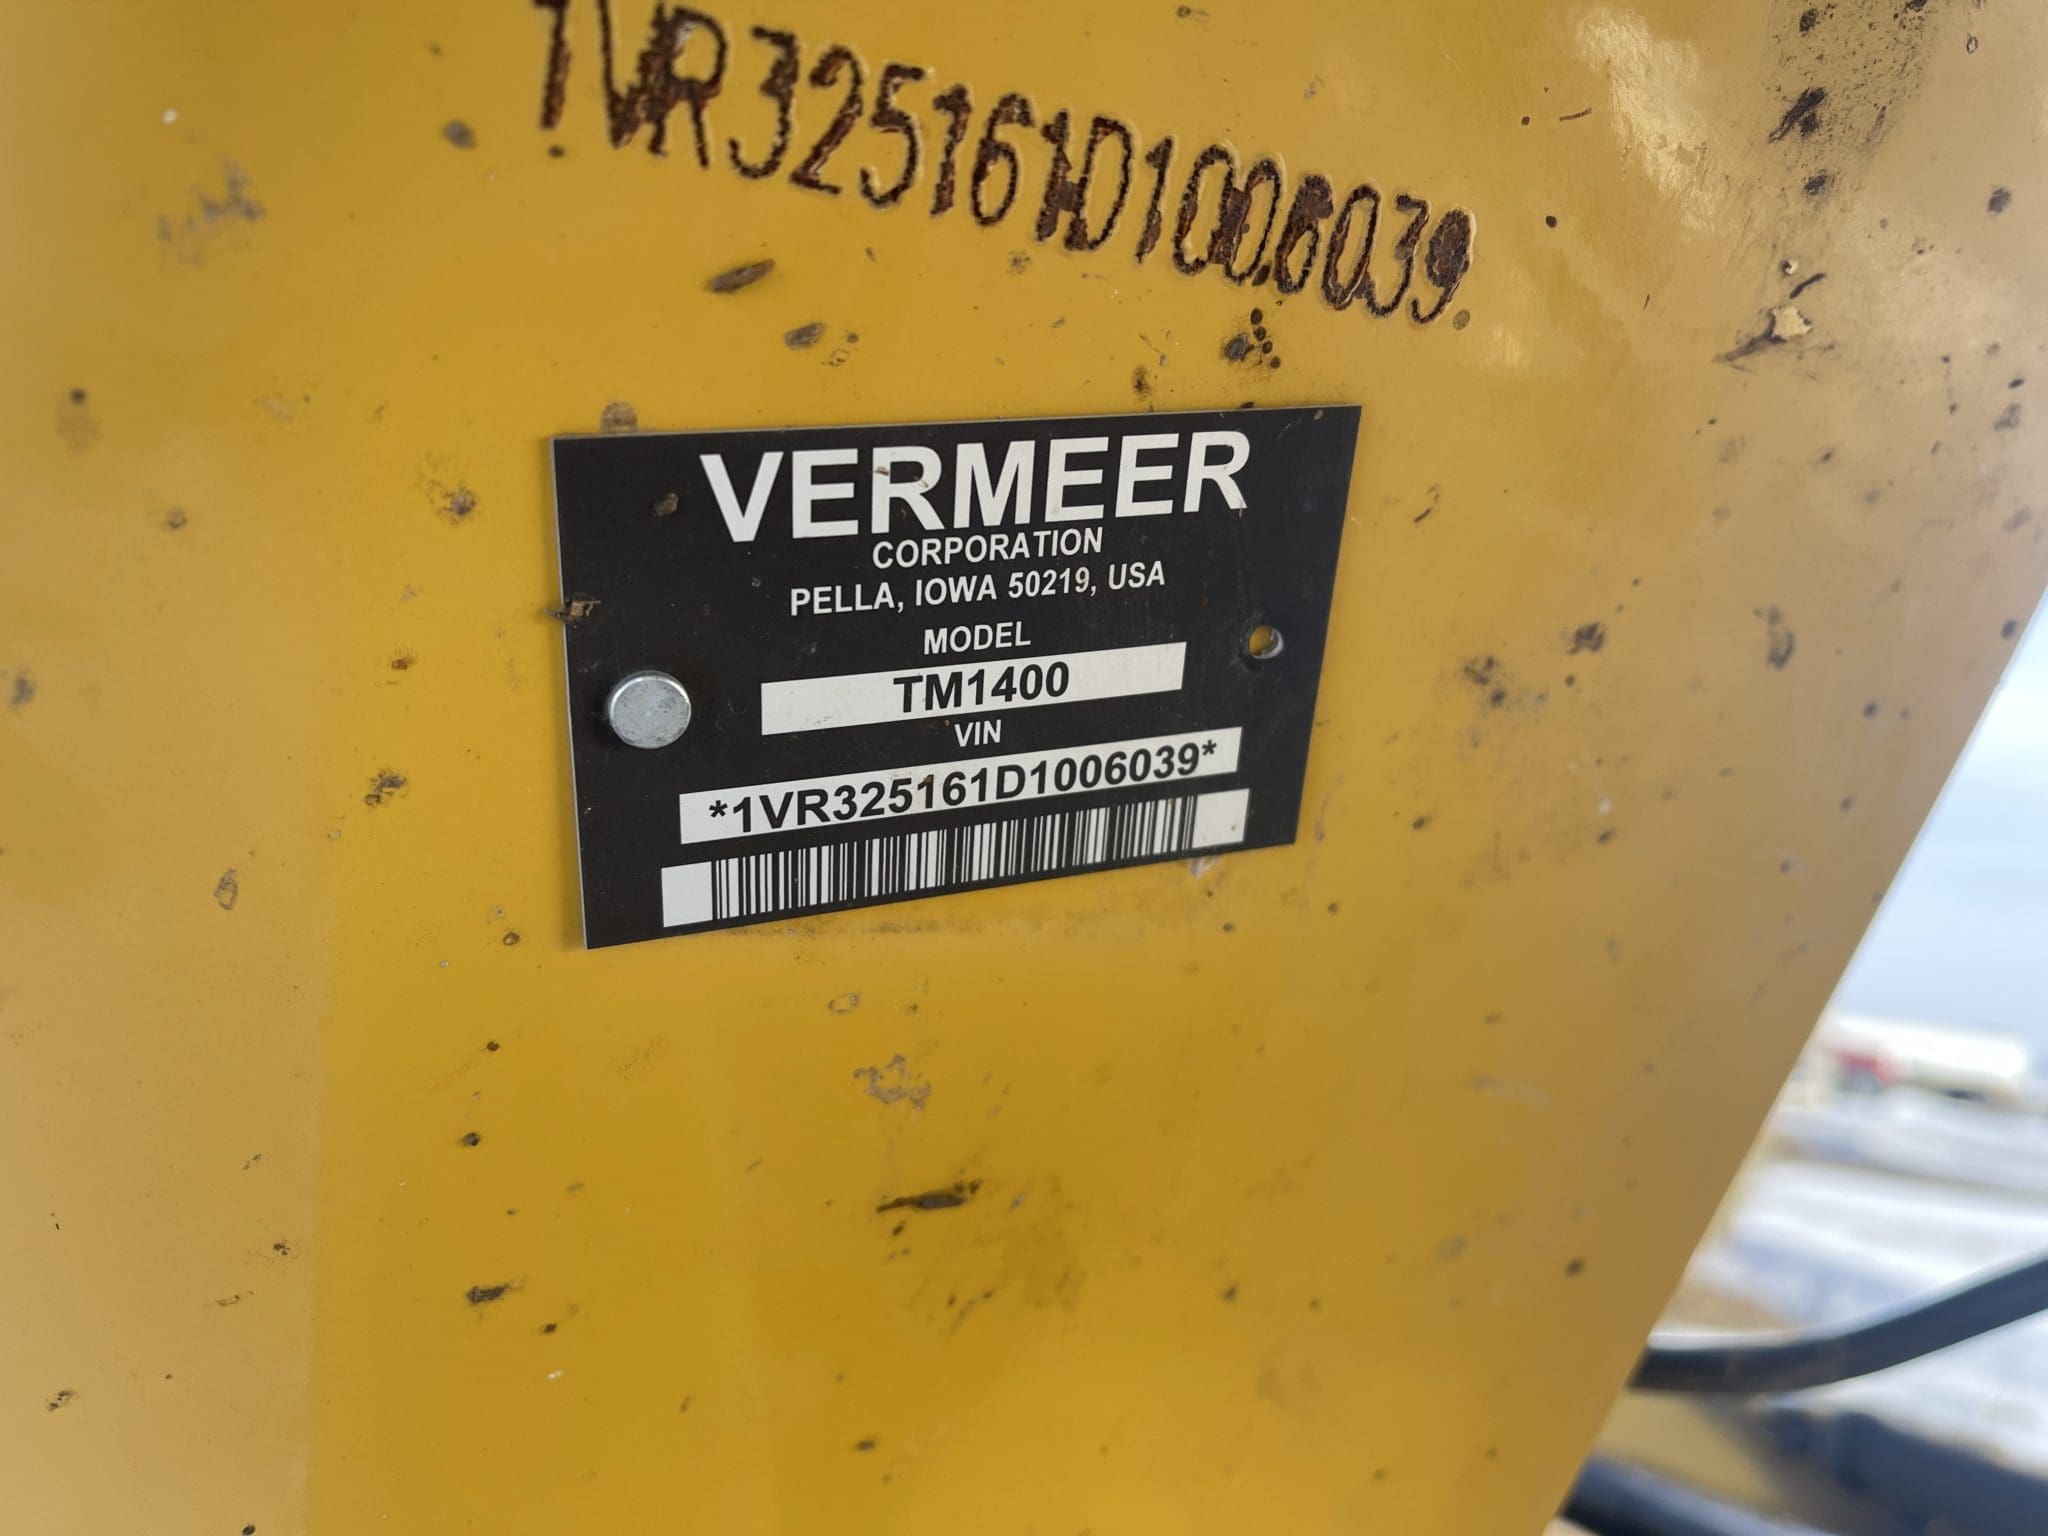 1VR325161D1006039
VERMEER
CORPORATION
PELLA, IOWA 50219, USA
MODEL
TM1400
VIN
*1VR325161D1006039*